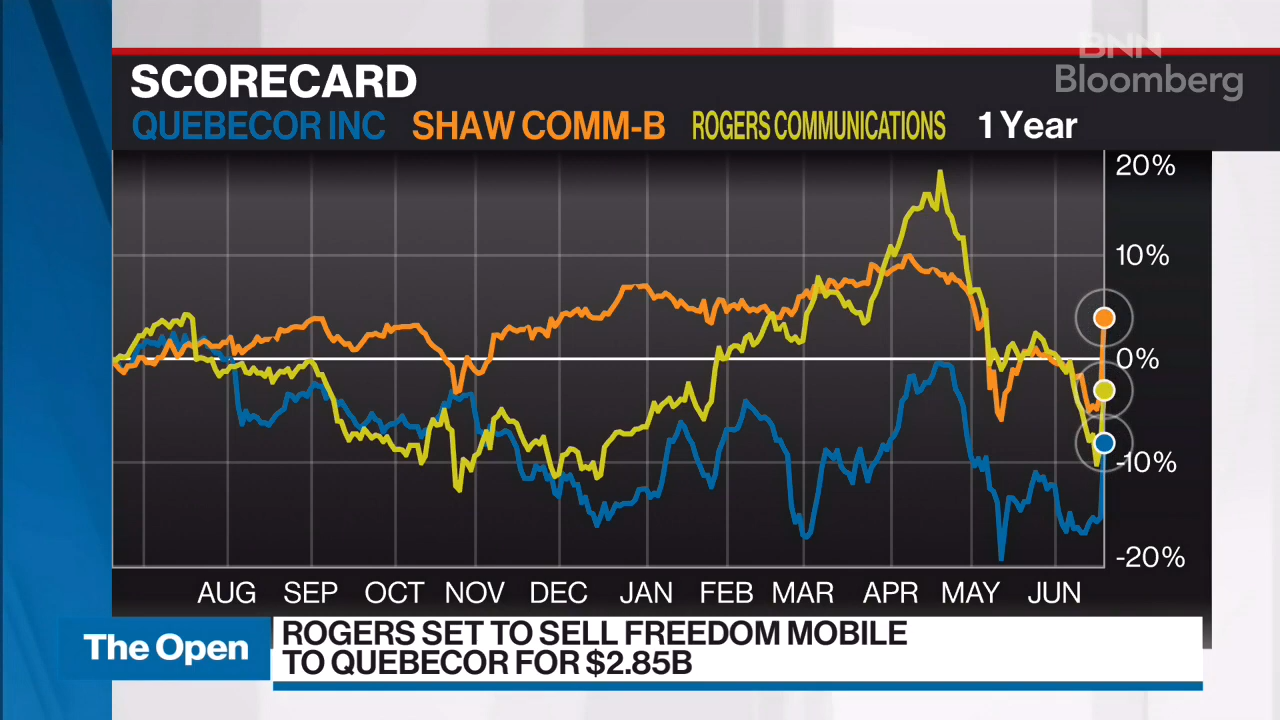 BNN
Bloomberg
SCORECARD
QUEBECOR INC SHAW COMM-B ROGERS COMMUNICATIONS 1 Year
20%
10%
0%
-10%
-20%
AUG SEP OCT NOV DEC JAN FEB MAR APR MAY JUN
The Open
ROGERS SET TO SELL FREEDOM MOBILE
TO QUEBECOR FOR $2.85B